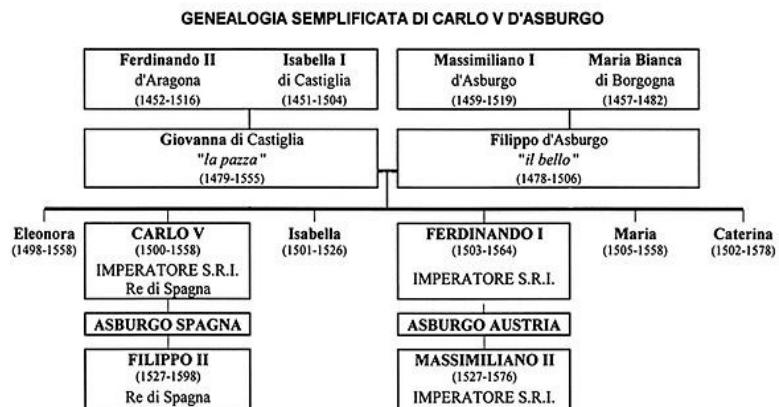 GENEALOGIA SEMPLIFICATA DI CARLO V D'ASBURGO
Ferdinando II
d'Aragona
(1452-1516)
Isabella I
di Castiglia
(1451-1504)
Massimiliano I
d'Asburgo
(1459-1519)
Maria Bianca
di Borgogna
(1457-1482)
Giovanna di Castiglia
"la pazza"
(1479-1555)
Filippo d'Asburgo
"il bello"
(1478-1506)
Eleonora
(1498-1558)
CARLO V
(1500-1558)
IMPERATORE S.R.I.
Re di Spagna
Isabella
(1501-1526)
FERDINANDO I
(1503-1564)
IMPERATORE S.R.I.
Maria
(1505-1558)
Caterina
(1502-1578)
ASBURGO SPAGNA
ASBURGO AUSTRIA
FILIPPO II
(1527-1598)
Re di Spagna
MASSIMILIANO II
(1527-1576)
IMPERATORE S.R.I.